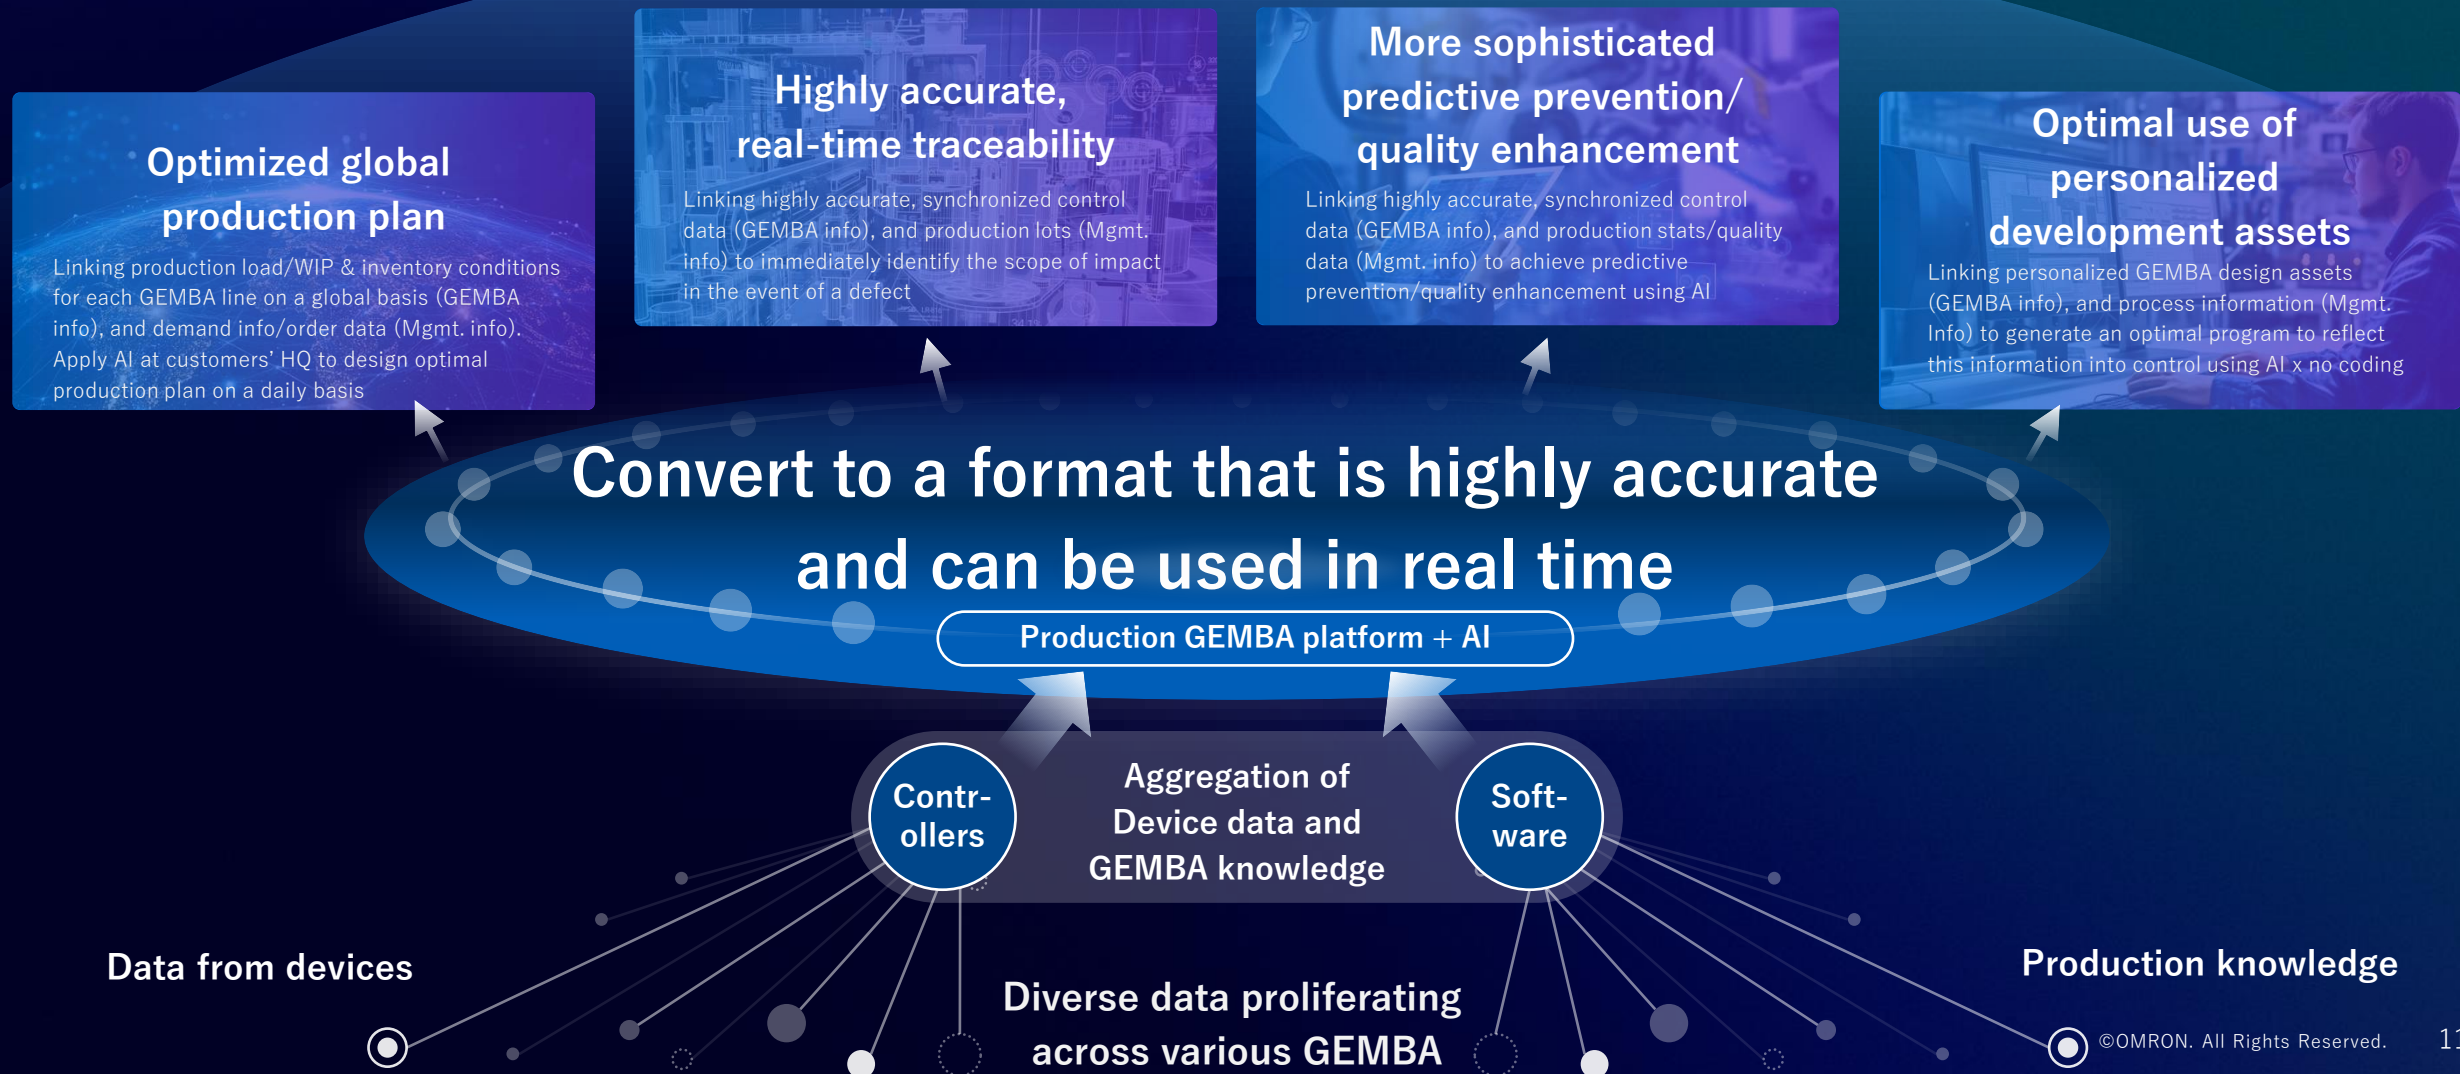 Optimized global
production plan
Linking production load/WIP & inventory conditions
for each GEMBA line on a global basis (GEMBA
info), and demand info/order data (Mgmt. info).
Apply AI at customers’ HQ to design optimal
production plan on a daily basis
Highly accurate,
real-time traceability
Linking highly accurate, synchronized control
data (GEMBA info), and production lots (Mgmt.
info) to immediately identify the scope of impact
in the event of a defect
More sophisticated
predictive prevention/
quality enhancement
Linking highly accurate, synchronized control
data (GEMBA info), and production stats/quality
data (Mgmt. info) to achieve predictive
prevention/quality enhancement using AI
Optimal use of
personalized
development assets
Linking personalized GEMBA design assets
(GEMBA info), and process information (Mgmt.
Info) to generate an optimal program to reflect
this information into control using AI x no coding
Convert to a format that is highly accurate
and can be used in real time
Production GEMBA platform + AI
Contr-
ollers
Aggregation of
Device data and
GEMBA knowledge
Soft-
ware
Data from devices
Diverse data proliferating
across various GEMBA
Production knowledge
©OMRON. All Rights Reserved.
11